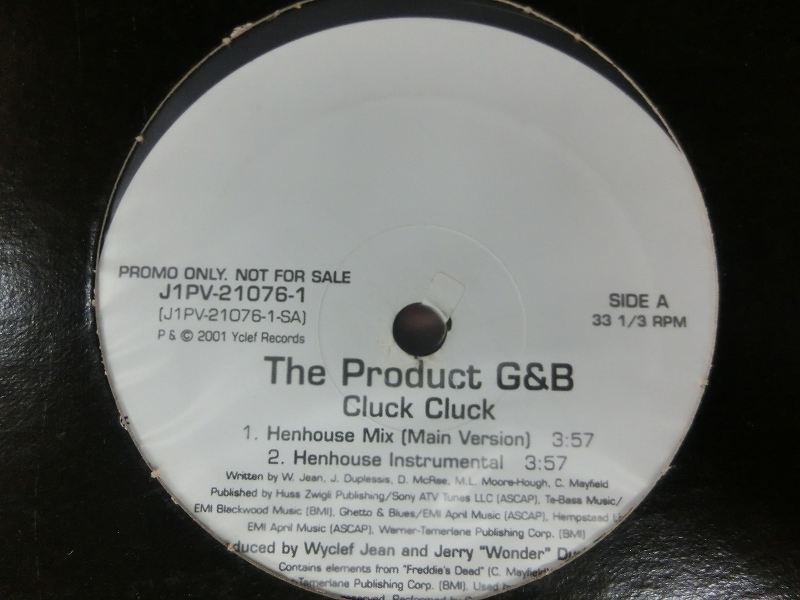 PROMO ONLY. NOT FOR SALE
J1PV-21076-1
(J1PV-21076-1-SA)
P & © 2001 Yclef Records
SIDE A
33 1/3 RPM
The Product G&B
Cluck Cluck
1. Henhouse Mix (Main Version) 3:57
2. Henhouse Instrumental 3:57
Written by W. Jean, J. Duplessis, D. McRae, M.L. Moore-Hough, C. Mayfield
Published by Huss Zwigli Publishing/Sony ATV Tunes LLC (ASCAP), Te-Bass Music/
EMI Blackwood Music (BMI), Ghetto & Blues/EMI April Music (ASCAP), Hempstead
EMI April Music (ASCAP), Warner-Tamerlane Publishing Corp. (BMI)
by Wyclef Jean and Jerry "Wonder"
Contains elements from "Freddie's Dead" (C. Mayfield)
-Tamerlane Publishing Corp. (BMI). Used
reserved. Performed by